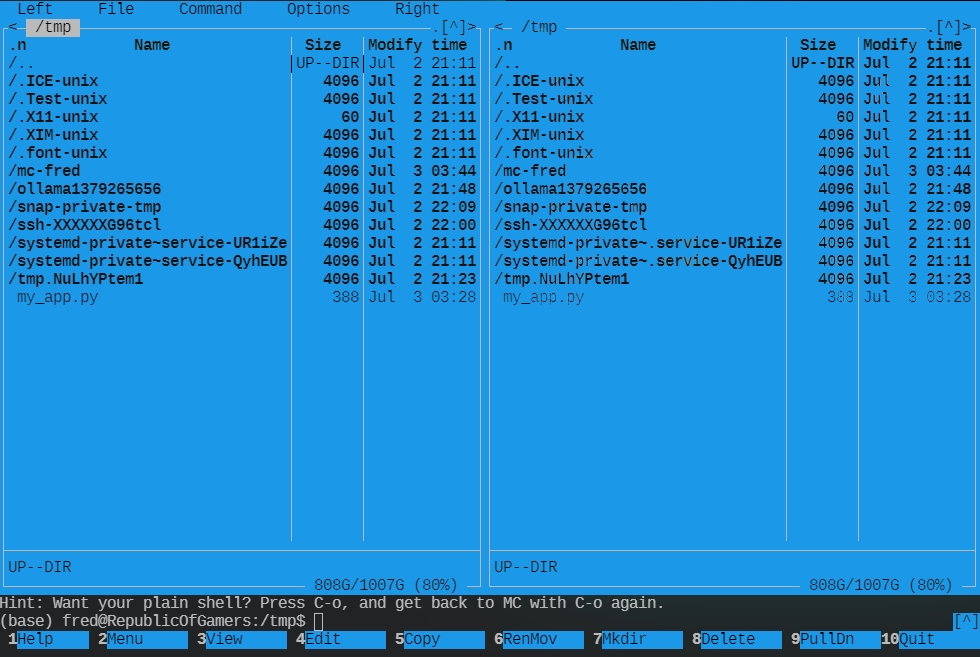 Left File Command Options Right
< /tmp .[^]> < /tmp .[^]>
.n Name Size Modify time .n Name Size Modify time
/.. UP--DIR Jul 2 21:11 /.. UP--DIR Jul 2 21:11
/.ICE-unix 4096 Jul 2 21:11 /.ICE-unix 4096 Jul 2 21:11
/.Test-unix 4096 Jul 2 21:11 /.Test-unix 4096 Jul 2 21:11
/.X11-unix 60 Jul 2 21:11 /.X11-unix 60 Jul 2 21:11
/.XIM-unix 4096 Jul 2 21:11 /.XIM-unix 4096 Jul 2 21:11
/.font-unix 4096 Jul 2 21:11 /.font-unix 4096 Jul 2 21:11
/mc-fred 4096 Jul 3 03:44 /mc-fred 4096 Jul 3 03:44
/ollama1379265656 4096 Jul 2 21:48 /ollama1379265656 4096 Jul 2 21:48
/snap-private-tmp 4096 Jul 2 22:09 /snap-private-tmp 4096 Jul 2 22:09
/ssh-XXXXXXG96tcl 4096 Jul 2 22:00 /ssh-XXXXXXG96tcl 4096 Jul 2 22:00
/systemd-private~service-UR1iZe 4096 Jul 2 21:11 /systemd-private~.service-UR1iZe 4096 Jul 2 21:11
/systemd-private~service-QyhEUB 4096 Jul 2 21:11 /systemd-private~.service-QyhEUB 4096 Jul 2 21:11
/tmp.NuLhYPtem1 4096 Jul 2 21:23 /tmp.NuLhYPtem1 4096 Jul 2 21:23
my_app.py 388 Jul 3 03:28 my_app.py 388 Jul 3 03:28
UP--DIR UP--DIR
808G/1007G (80%) 808G/1007G (80%)
Hint: Want your plain shell? Press C-o, and get back to MC with C-o again.
(base) fred@RepublicOfGamers:/tmp$ [^]
1Help 2Menu 3View 4Edit 5Copy 6RenMov 7Mkdir 8Delete 9PullDn 10Quit